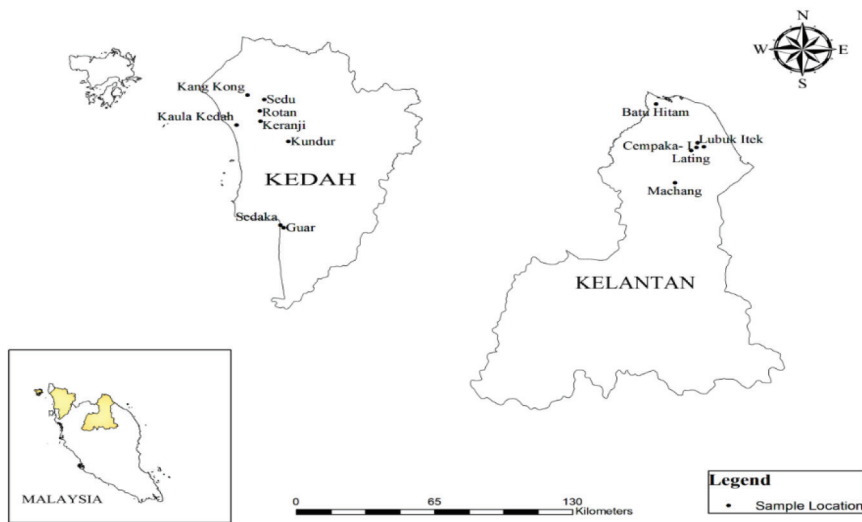 N
W
E
S
Kang Kong
Sedu
Rotan
Kaula Kedah
Keranji
Kundur
KEDAH
Sedaka
Guar
Batu Hitam
Lubuk Itek
Cempaka-
Lating
Machang
KELANTAN
MALAYSIA
0 65 130
Kilometers
Legend
Sample Location